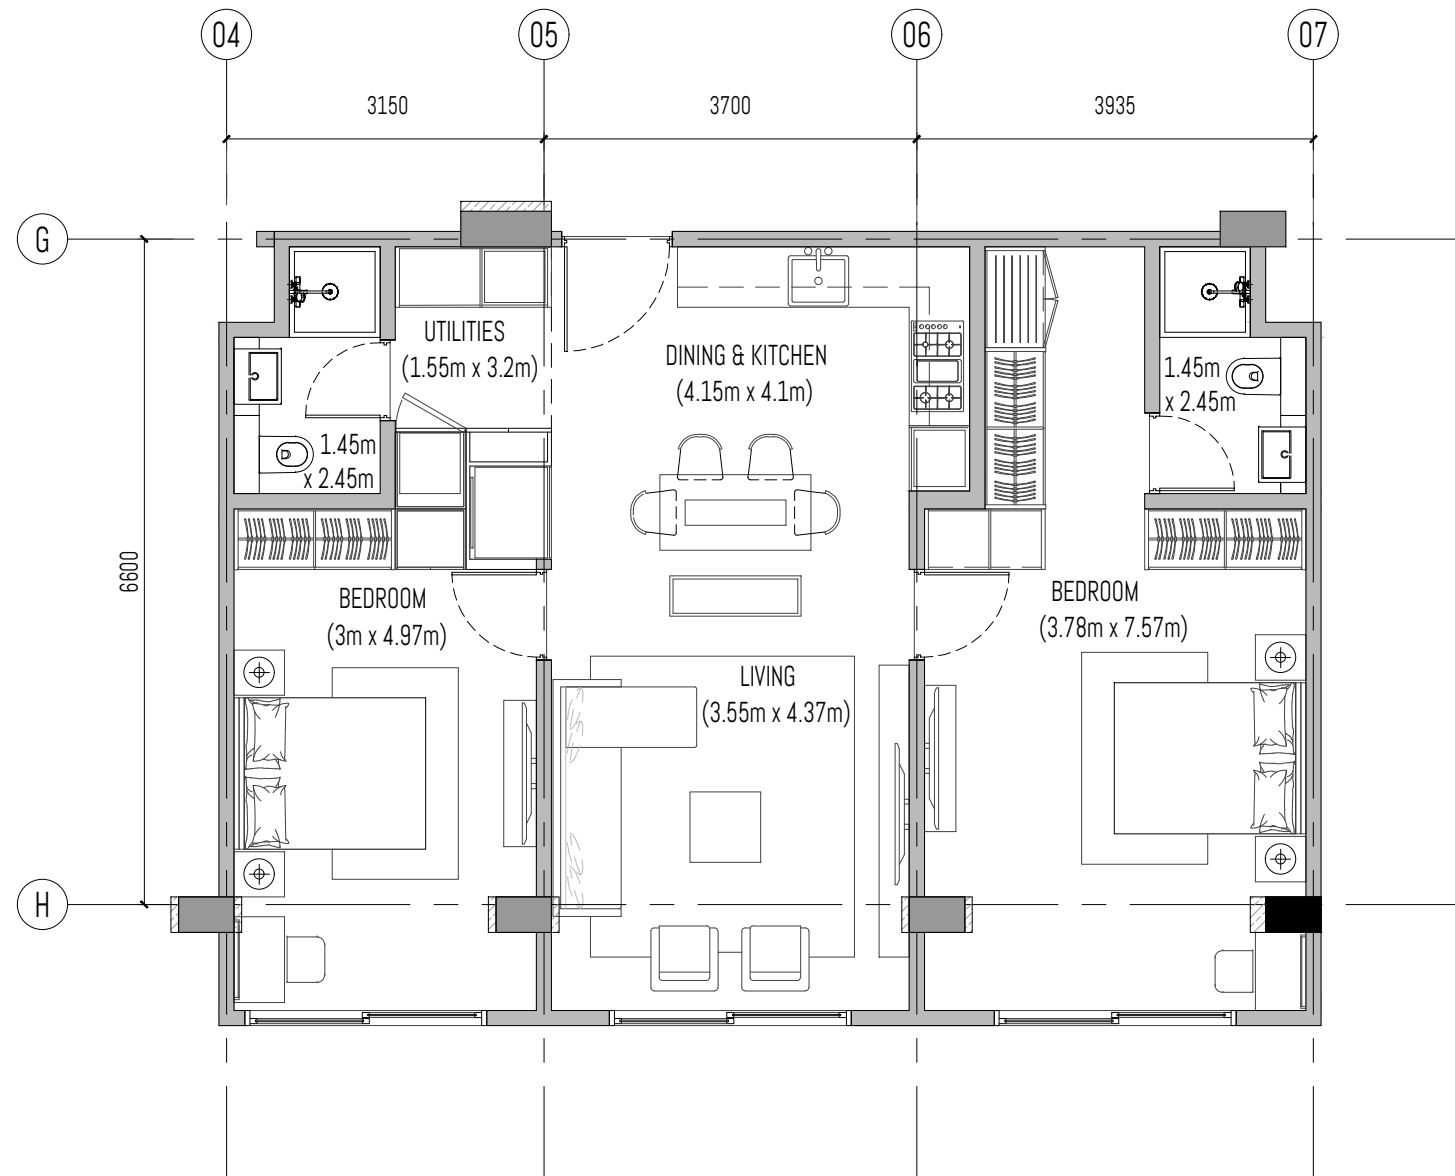 04 05 06 07
3150 3700 3935
G
UTILITIES
(1.55m x 3.2m)
DINING & KITCHEN
(4.15m x 4.1m)
1.45m
x 2.45m
1.45m
x 2.45m
6600
BEDROOM
(3m x 4.97m)
BEDROOM
(3.78m x 7.57m)
LIVING
(3.55m x 4.37m)
H